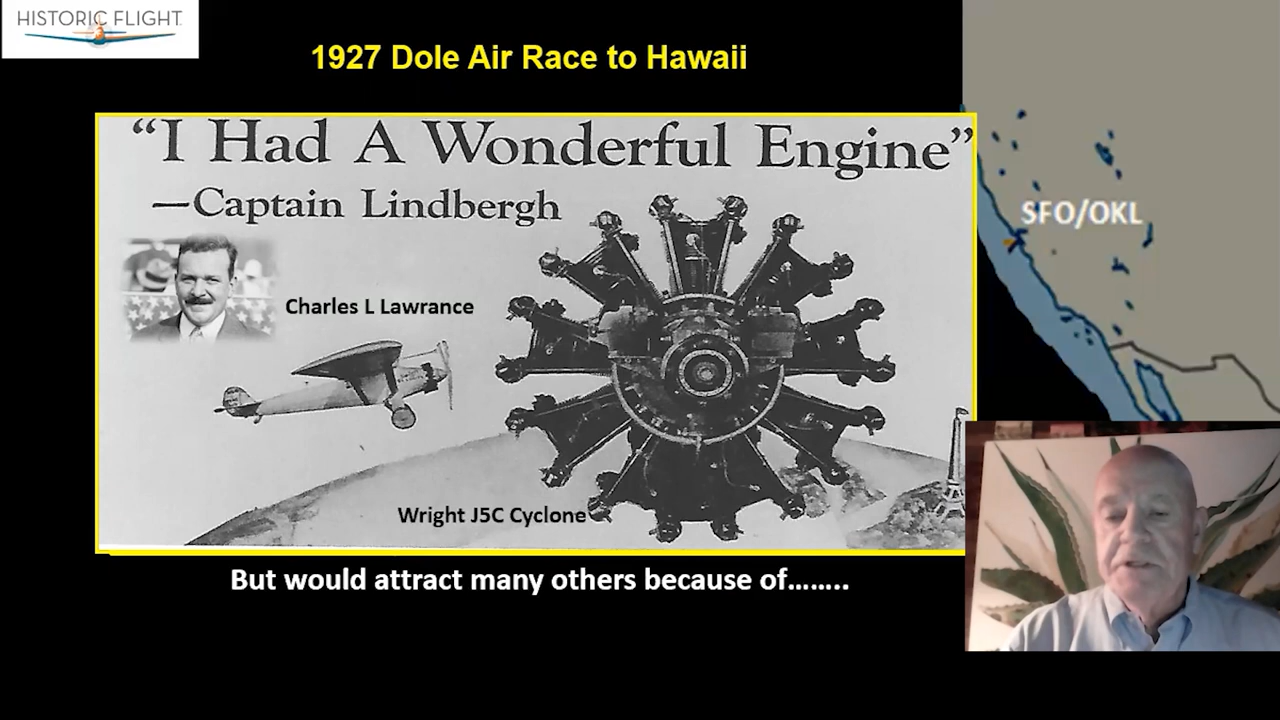 HISTORIC FLIGHT
1927 Dole Air Race to Hawaii
"I Had A Wonderful Engine"
—Captain Lindbergh
SFO/OKL
Charles L Lawrance
Wright J5C Cyclone
But would attract many others because of........